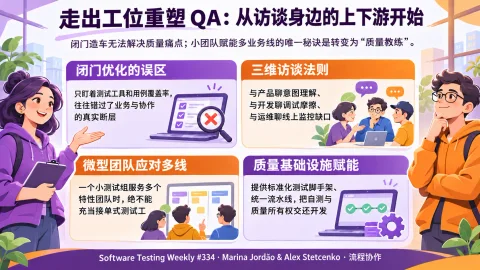 走出工位重塑 QA：从访谈身边的上下游开始
闭门造车无法解决质量痛点；小团队赋能多业务线的唯一秘诀是转变为“质量教练”。
闭门优化的误区
只盯着测试工具和用例覆盖率，
往往错过了业务与协作
的真实断层
三维访谈法则
与产品聊意图理解、
与开发聊调试摩擦、
与运维聊线上监控缺口
微型团队应对多线
一个小测试组服务多个
特性团队时，绝不能
充当接单式测试工
质量基础设施赋能
提供标准化测试脚手架、
统一流水线，把自测与
质量所有权交还开发
Software Testing Weekly #334 · Marina Jordão & Alex Stetcenko · 流程协作